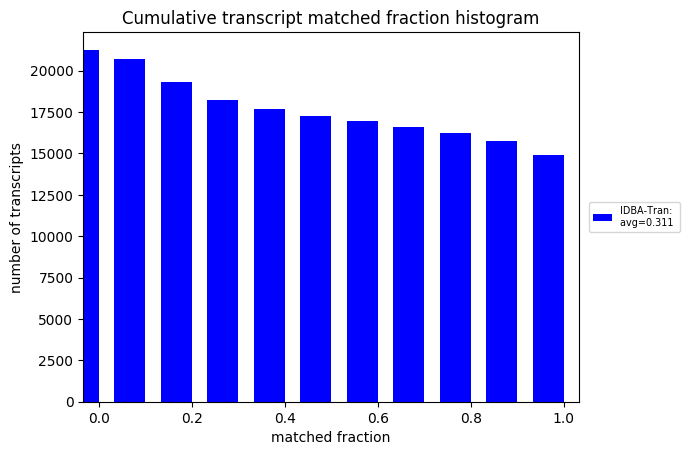 Cumulative transcript matched fraction histogram
number of transcripts
20000
17500
15000
12500
10000
7500
5000
2500
0
0.0 0.2 0.4 0.6 0.8 1.0
matched fraction
IDBA-Tran:
avg=0.311